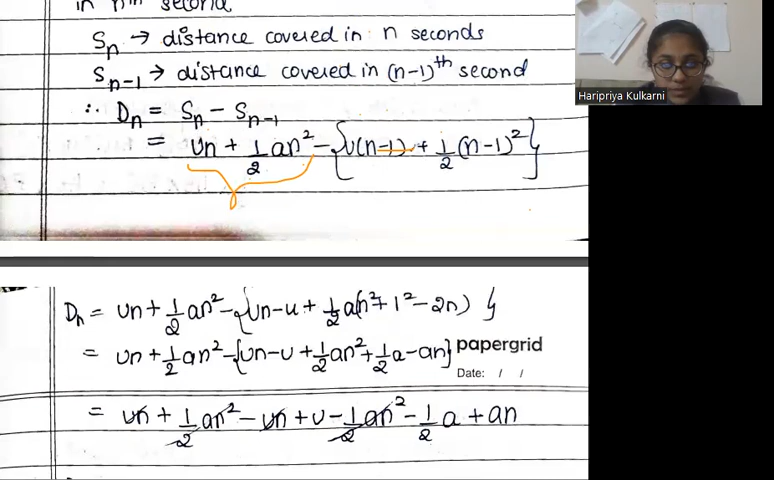 in nth second
Sn → distance covered in n seconds
Sn-1 → distance covered in (n-1)th second
∴ Dn = Sn - Sn-1
= un + 1/2 an² - {u(n-1) + 1/2 (n-1)²}
Haripriya Kulkarni
Dn = un + 1/2 an² - {un - u + 1/2 a(n² + 1² - 2n)}
= un + 1/2 an² - {un - u + 1/2 an² + 1/2 a - an}
papergrid
Date: / /
= un + 1/2 an² - un + u - 1/2 an² - 1/2 a + an